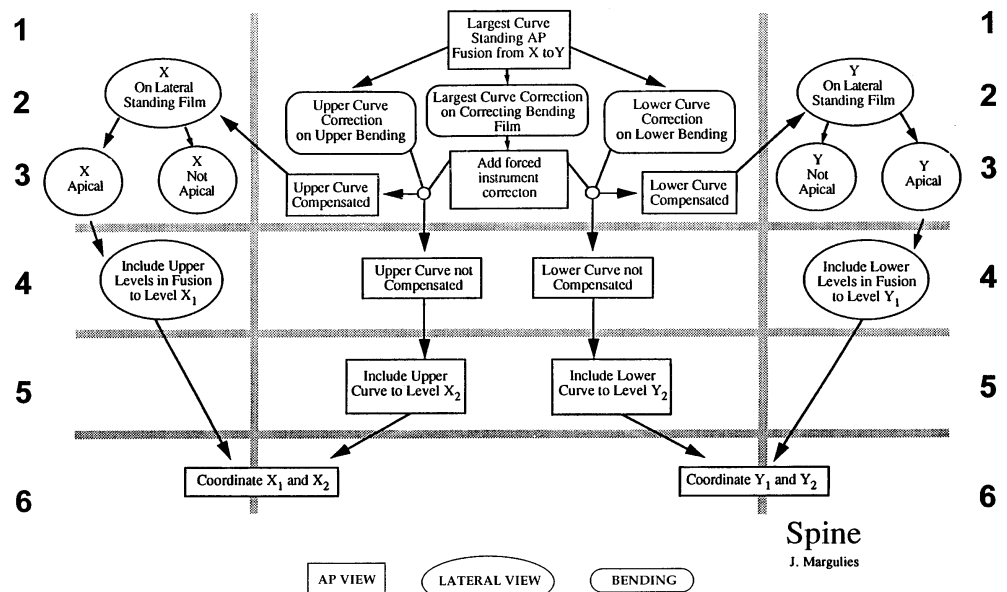 1
1
Largest Curve
Standing AP
Fusion from X to Y
2
2
X
On Lateral
Standing Film
Upper Curve
Correction
on Upper Bending
Largest Curve Correction
on Correcting Bending
Film
Lower Curve
Correction
on Lower Bending
Y
On Lateral
Standing Film
3
3
X
Apical
X
Not
Apical
Upper Curve
Compensated
Add forced
instrument
correcton
Lower Curve
Compensated
Y
Not
Apical
Y
Apical
4
4
Include Upper
Levels in Fusion
to Level X₁
Upper Curve not
Compensated
Lower Curve not
Compensated
Include Lower
Levels in Fusion
to Level Y₁
5
5
Include Upper
Curve to Level X₂
Include Lower
Curve to Level Y₂
6
6
Coordinate X₁ and X₂
Coordinate Y₁ and Y₂
Spine
J. Margulies
AP VIEW
LATERAL VIEW
BENDING